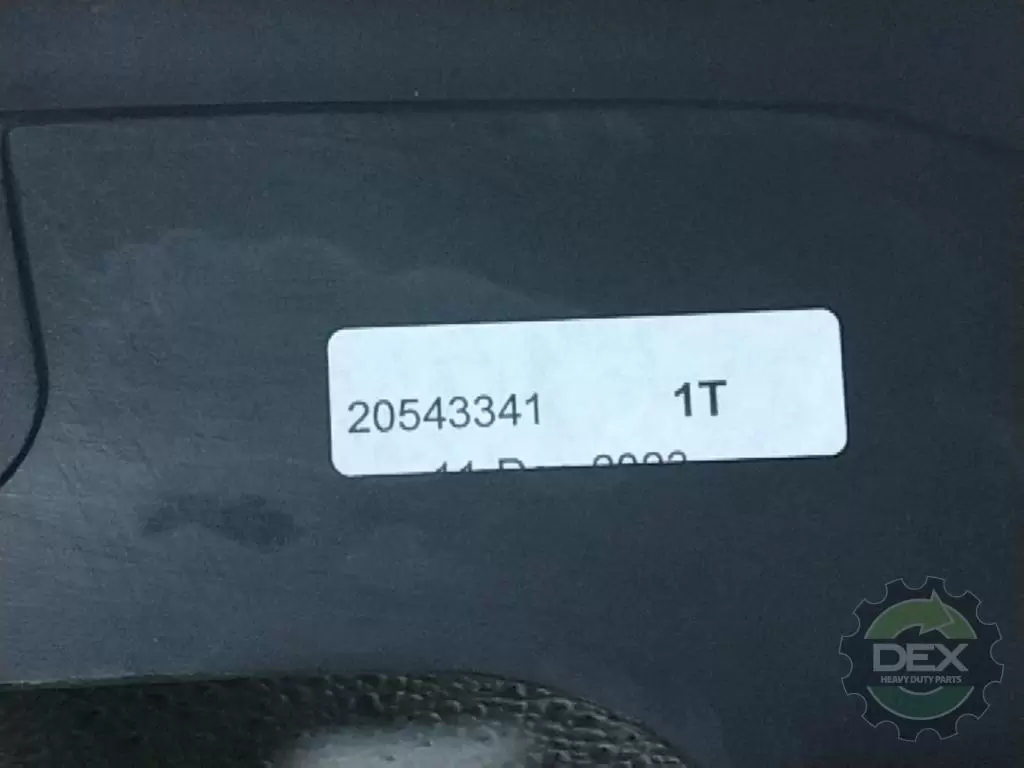 20543341 1T
DEX
HEAVY DUTY PARTS